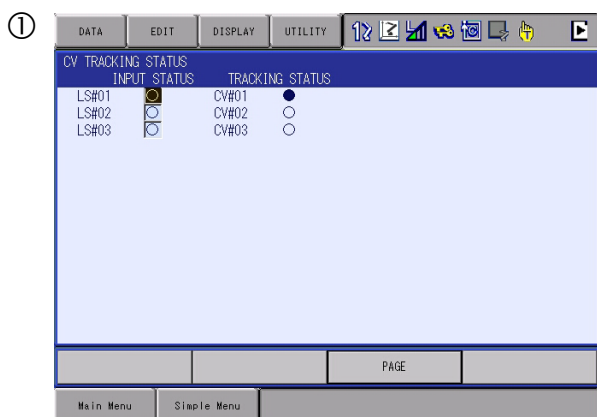 ①
DATA EDIT DISPLAY UTILITY
CV TRACKING STATUS
INPUT STATUS TRACKING STATUS
LS#01 CV#01
LS#02 CV#02
LS#03 CV#03
PAGE
Main Menu Simple Menu